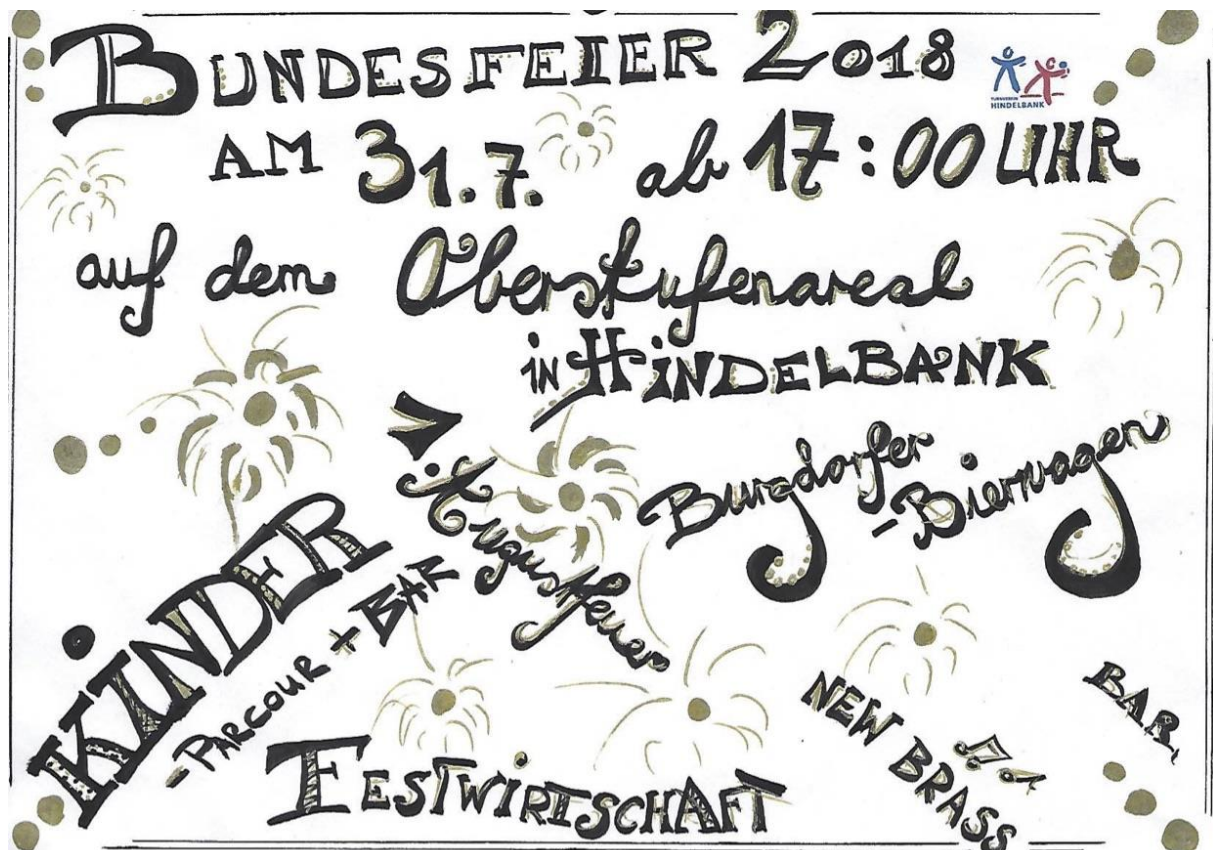 BUNDESFEIER 2018
TURNVEREIN
HINDELBANK
AM 31.7. ab 17:00 UHR
auf dem Oberstufenareal
in HINDELBANK
1. Augustfeuer
Burgdorfer
-Bierwagen
KINDER
-PARCOUR + BAR
FESTWIRTSCHAFT
NEW BRASS
BAR